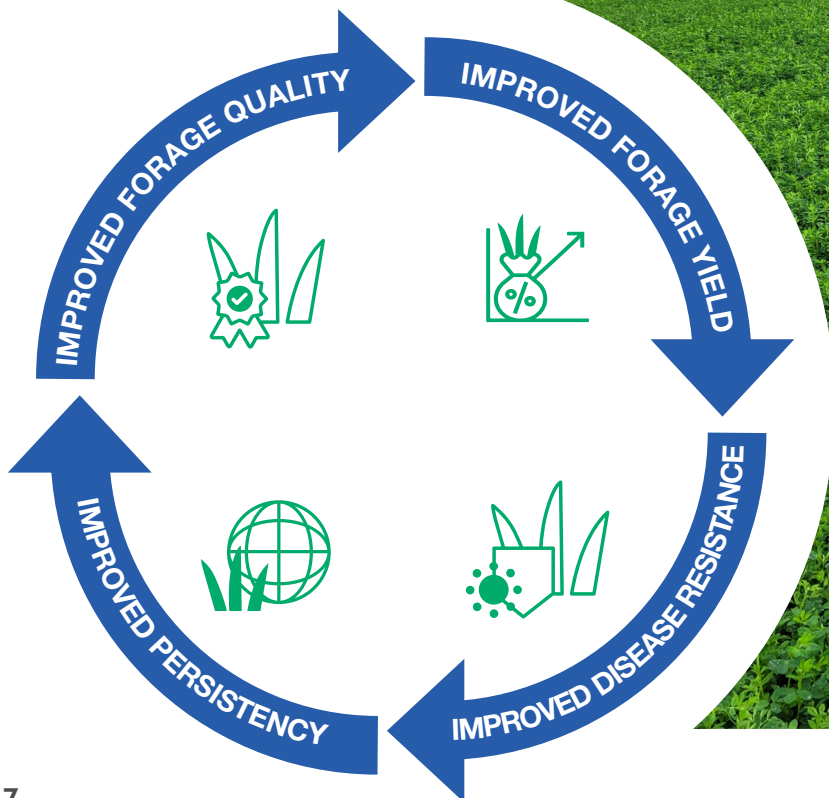 IMPROVED FORAGE QUALITY
IMPROVED FORAGE YIELD
%
IMPROVED DISEASE RESISTANCE
IMPROVED PERSISTENCY
7